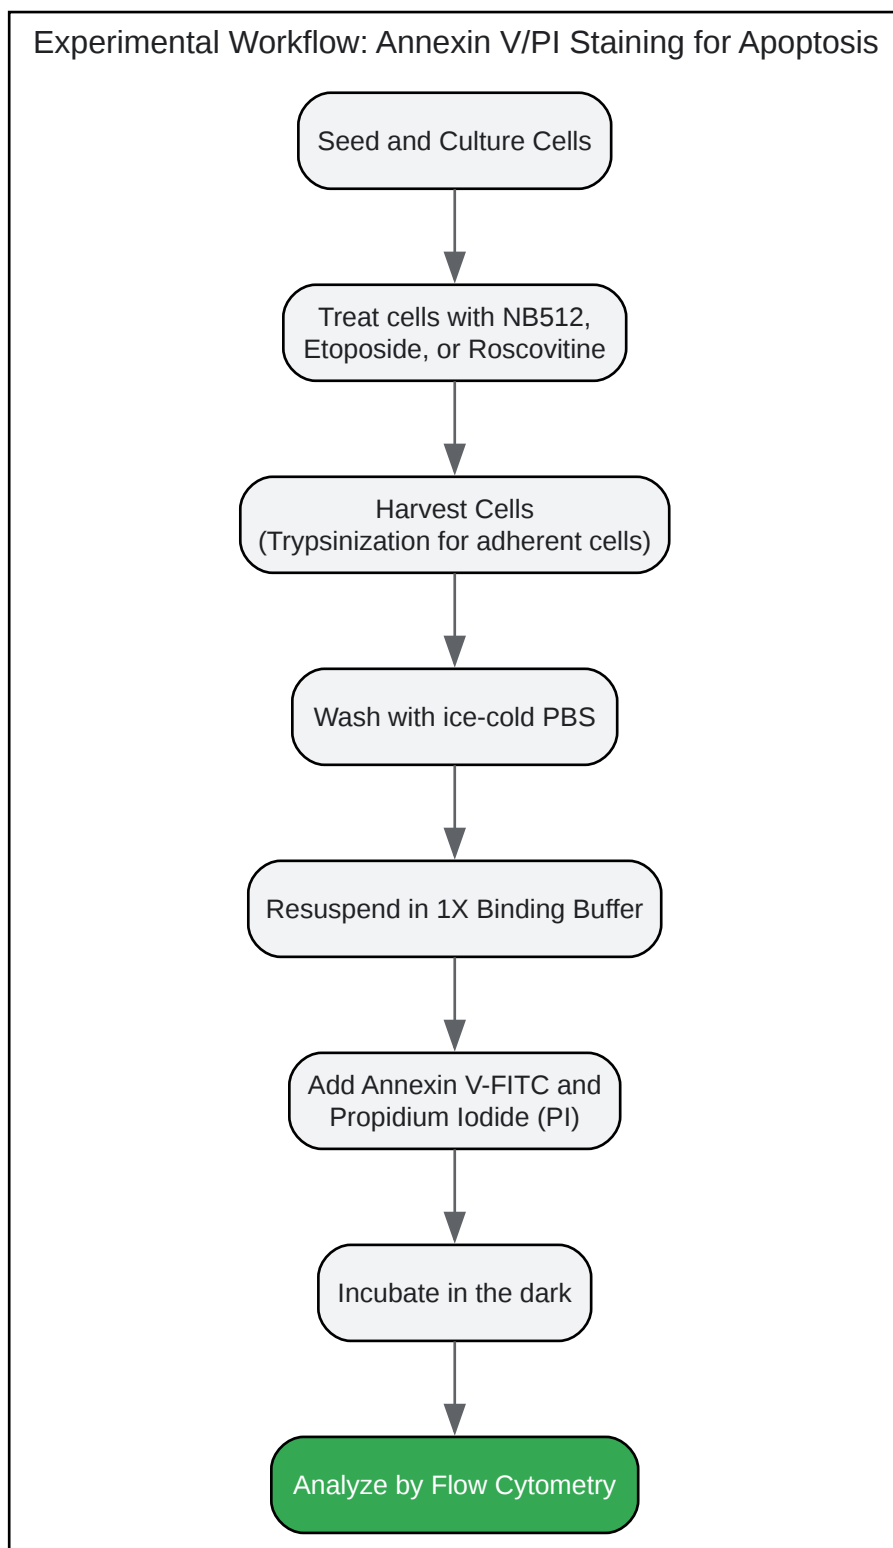 Experimental Workflow: Annexin V/PI Staining for Apoptosis
Seed and Culture Cells
Treat cells with NB512,
Etoposide, or Roscovitine
Harvest Cells
(Trypsinization for adherent cells)
Wash with ice-cold PBS
Resuspend in 1X Binding Buffer
Add Annexin V-FITC and
Propidium Iodide (PI)
Incubate in the dark
Analyze by Flow Cytometry